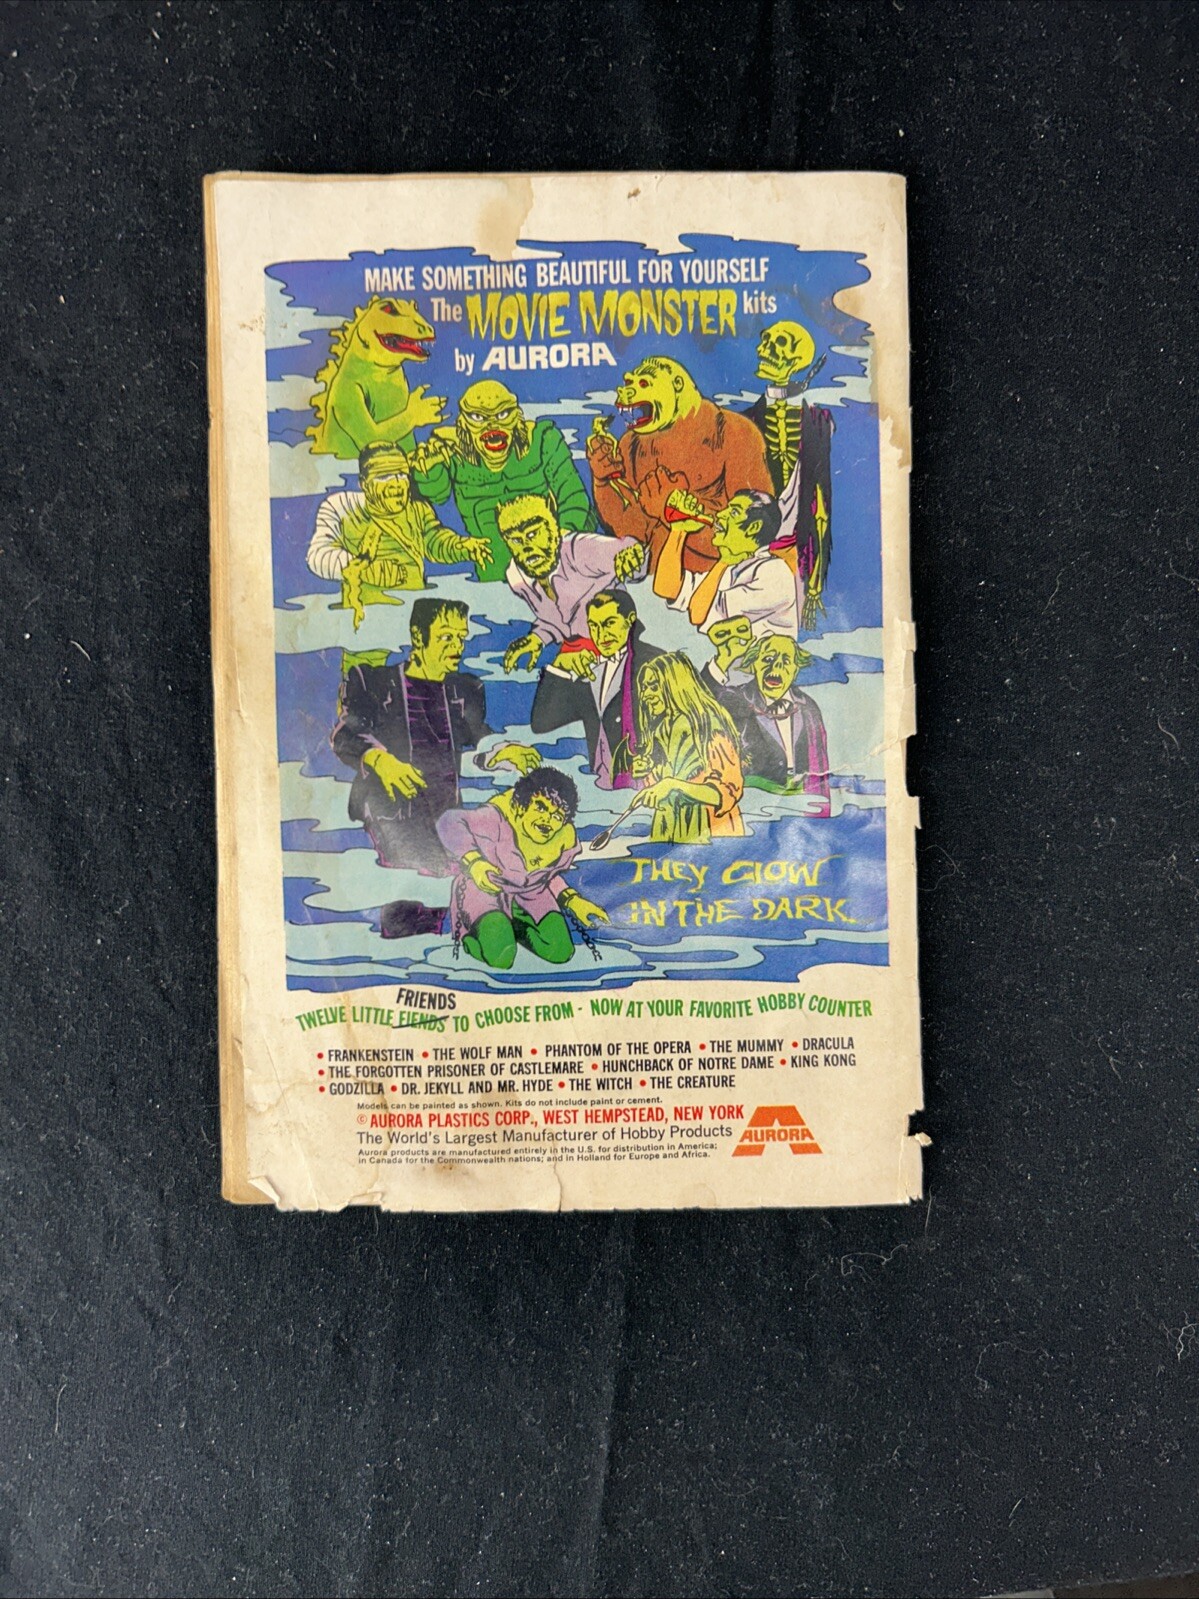 MAKE SOMETHING BEAUTIFUL FOR YOURSELF
The MOVIE MONSTER kits
by AURORA
THEY GLOW
IN THE DARK.
FRIENDS
TWELVE LITTLE FIENDS TO CHOOSE FROM - NOW AT YOUR FAVORITE HOBBY COUNTER
• FRANKENSTEIN • THE WOLF MAN • PHANTOM OF THE OPERA • THE MUMMY • DRACULA
• THE FORGOTTEN PRISONER OF CASTLEMARE • HUNCHBACK OF NOTRE DAME • KING KONG
• GODZILLA • DR. JEKYLL AND MR. HYDE • THE WITCH • THE CREATURE
Models can be painted as shown. Kits do not include paint or cement.
© AURORA PLASTICS CORP., WEST HEMPSTEAD, NEW YORK
The World's Largest Manufacturer of Hobby Products
Aurora products are manufactured entirely in the U.S. for distribution in America;
in Canada for the Commonwealth nations; and in Holland for Europe and Africa.
AURORA